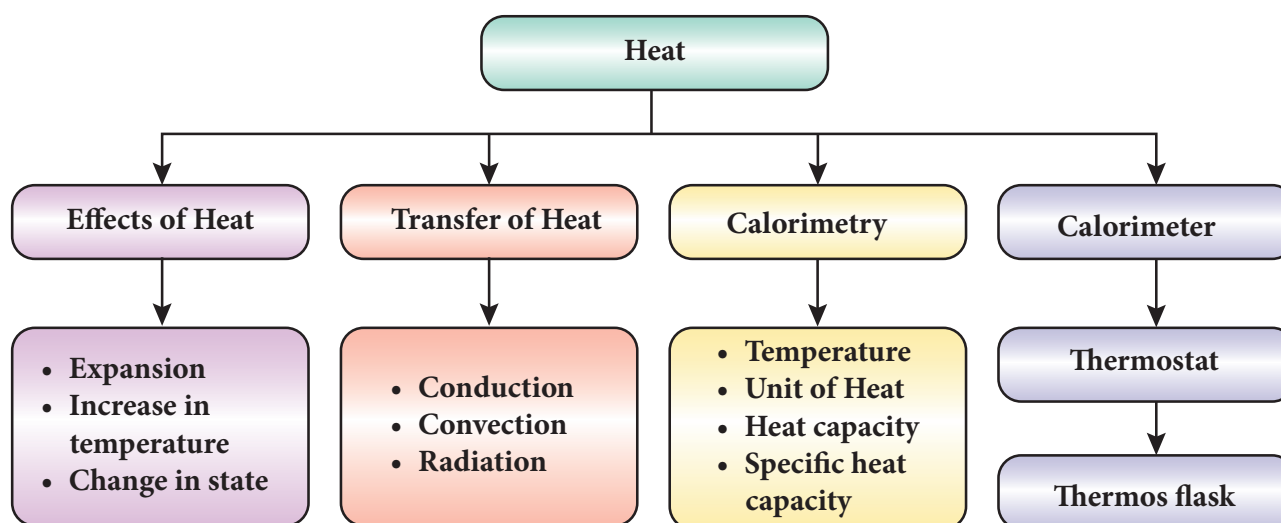 Heat
Effects of Heat
Transfer of Heat
Calorimetry
Calorimeter
• Expansion
• Increase in
temperature
• Change in state
• Conduction
• Convection
• Radiation
• Temperature
• Unit of Heat
• Heat capacity
• Specific heat
capacity
Thermostat
Thermos flask